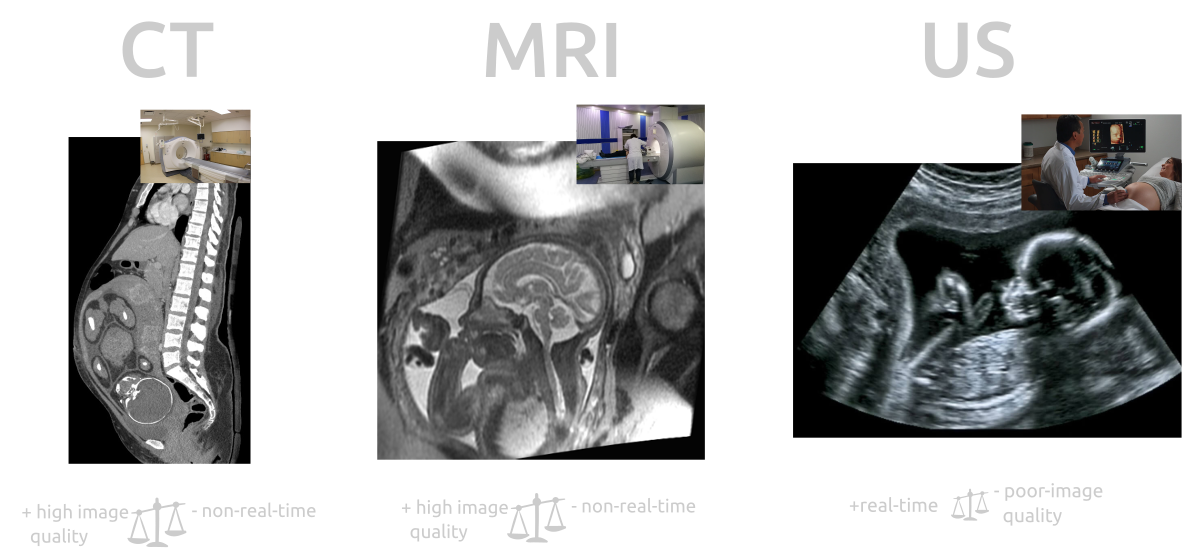 CT
MRI
US
+ high image
quality
- non-real-time
+ high image
quality
- non-real-time
+real-time
- poor-image
quality